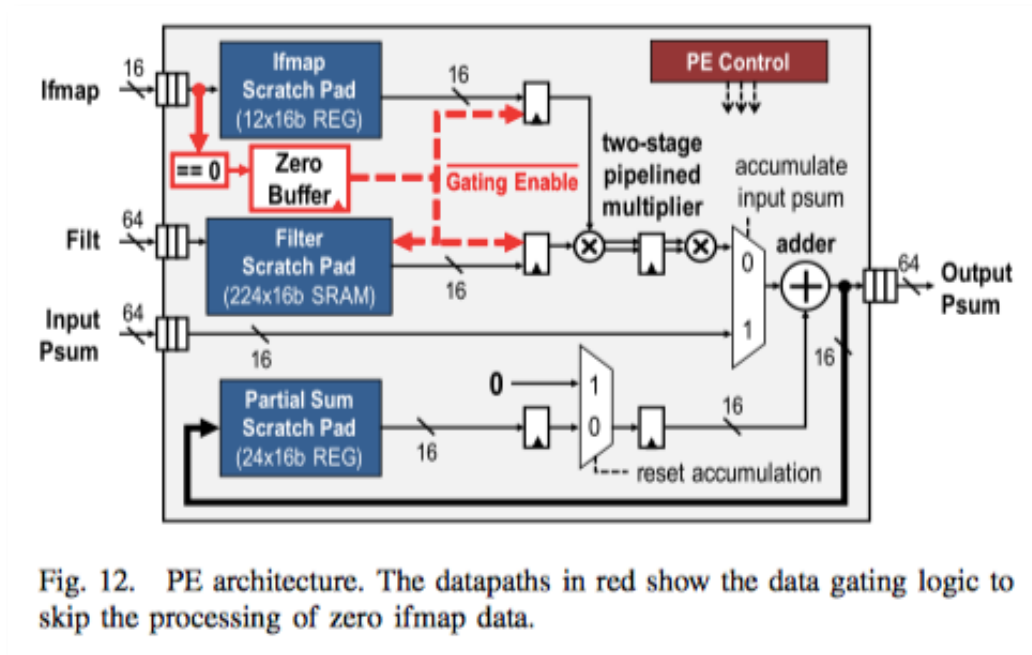 Ifmap
16
Ifmap
Scratch Pad
(12x16b REG)
16
PE Control
== 0
Zero
Buffer
Gating Enable
two-stage
pipelined
multiplier
accumulate
input psum
Filt
64
Filter
Scratch Pad
(224x16b SRAM)
16
0
adder
64
Output
Psum
Input
Psum
64
16
1
16
0
1
Partial Sum
Scratch Pad
(24x16b REG)
16
0
16
reset accumulation
Fig. 12. PE architecture. The datapaths in red show the data gating logic to
skip the processing of zero ifmap data.